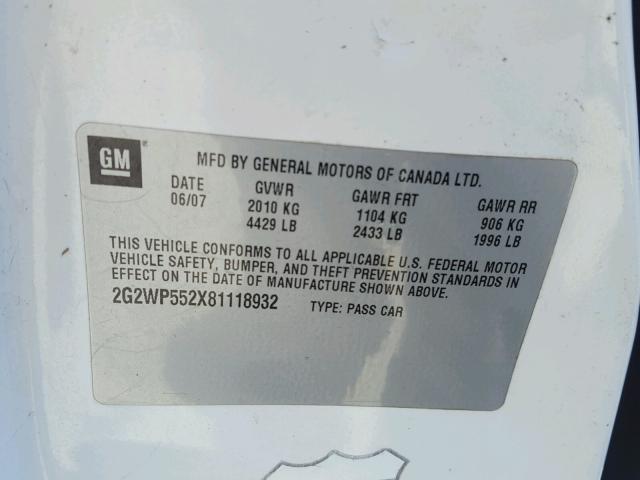 GM
MFD BY GENERAL MOTORS OF CANADA LTD.
DATE GVWR GAWR FRT GAWR RR
06/07 2010 KG 1104 KG 906 KG
4429 LB 2433 LB 1996 LB
THIS VEHICLE CONFORMS TO ALL APPLICABLE U.S. FEDERAL MOTOR
VEHICLE SAFETY, BUMPER, AND THEFT PREVENTION STANDARDS IN
EFFECT ON THE DATE OF MANUFACTURE SHOWN ABOVE.
2G2WP552X81118932 TYPE: PASS CAR